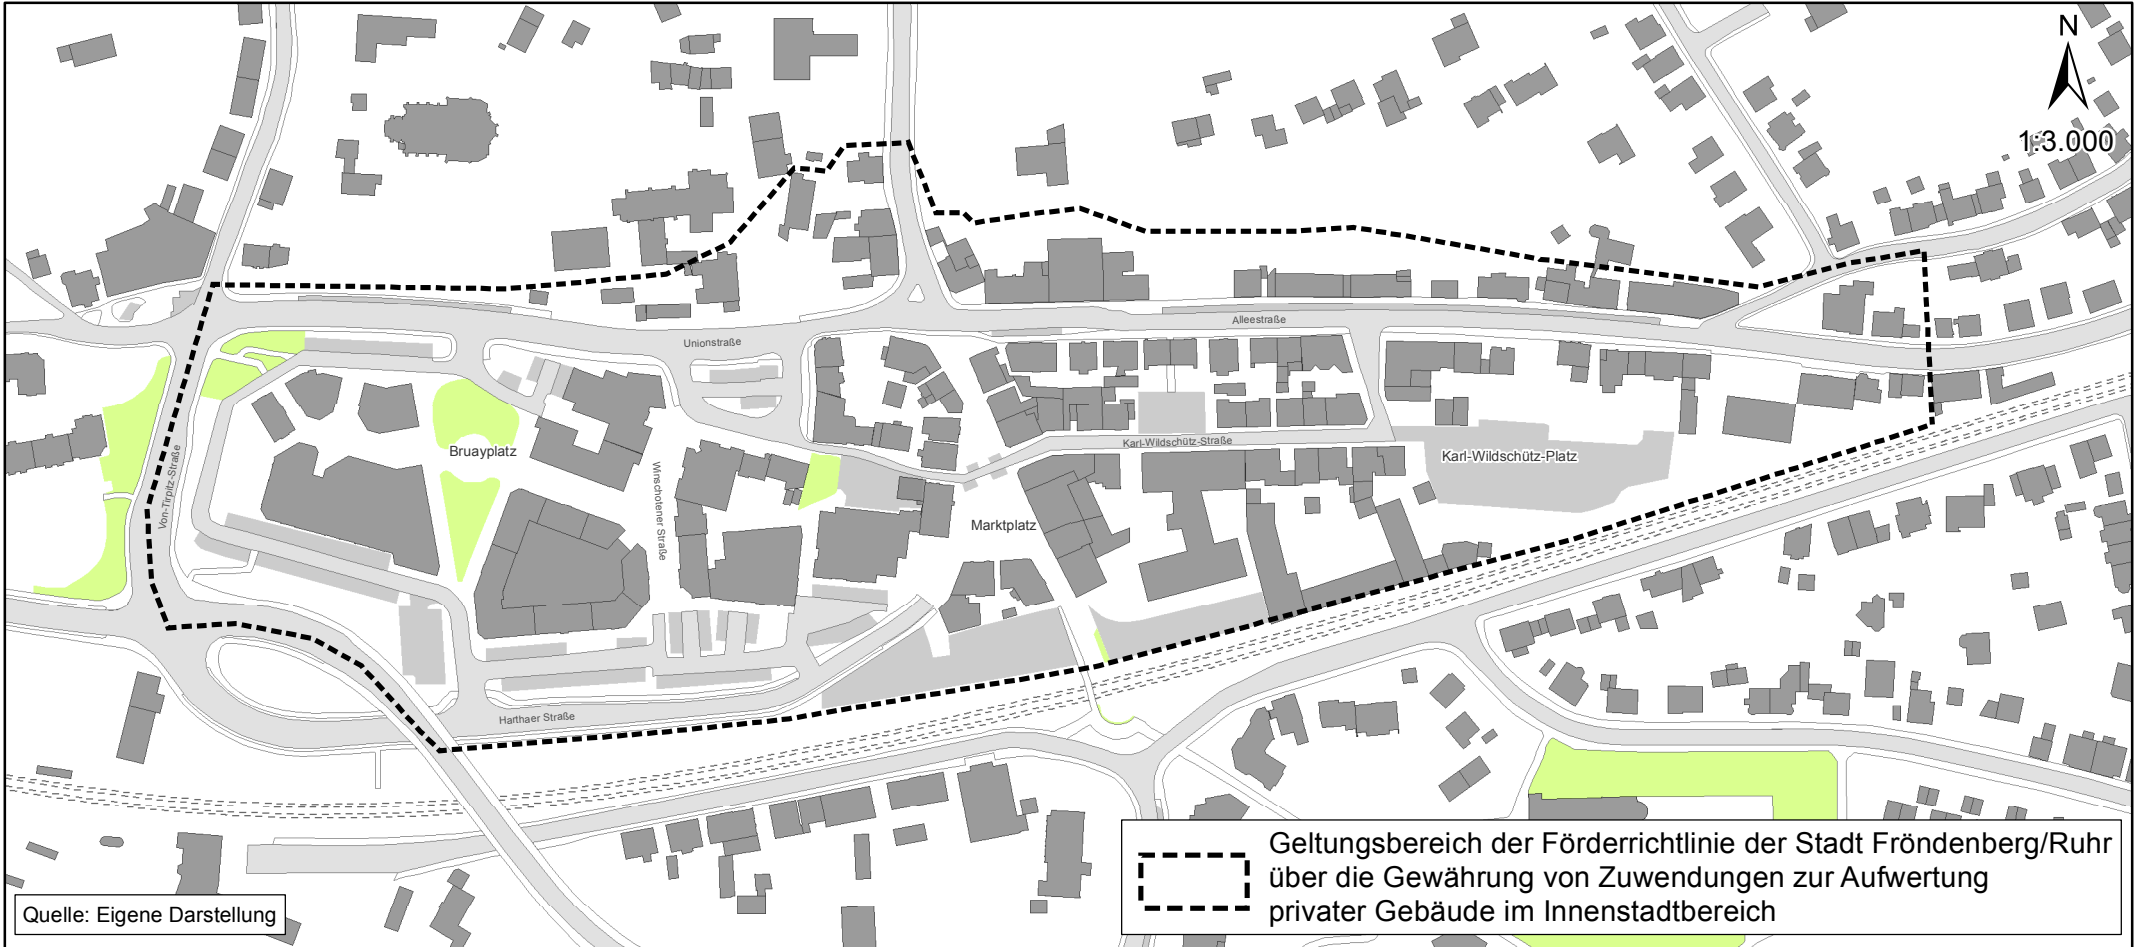 N
1:3.000
Alleestraße
Unionstraße
Karl-Wildschütz-Straße
Bruayplatz
Karl-Wildschütz-Platz
Von-Tirpitz-Straße
Winschotener Straße
Marktplatz
Harthaer Straße
Geltungsbereich der Förderrichtlinie der Stadt Fröndenberg/Ruhr
über die Gewährung von Zuwendungen zur Aufwertung
privater Gebäude im Innenstadtbereich
Quelle: Eigene Darstellung